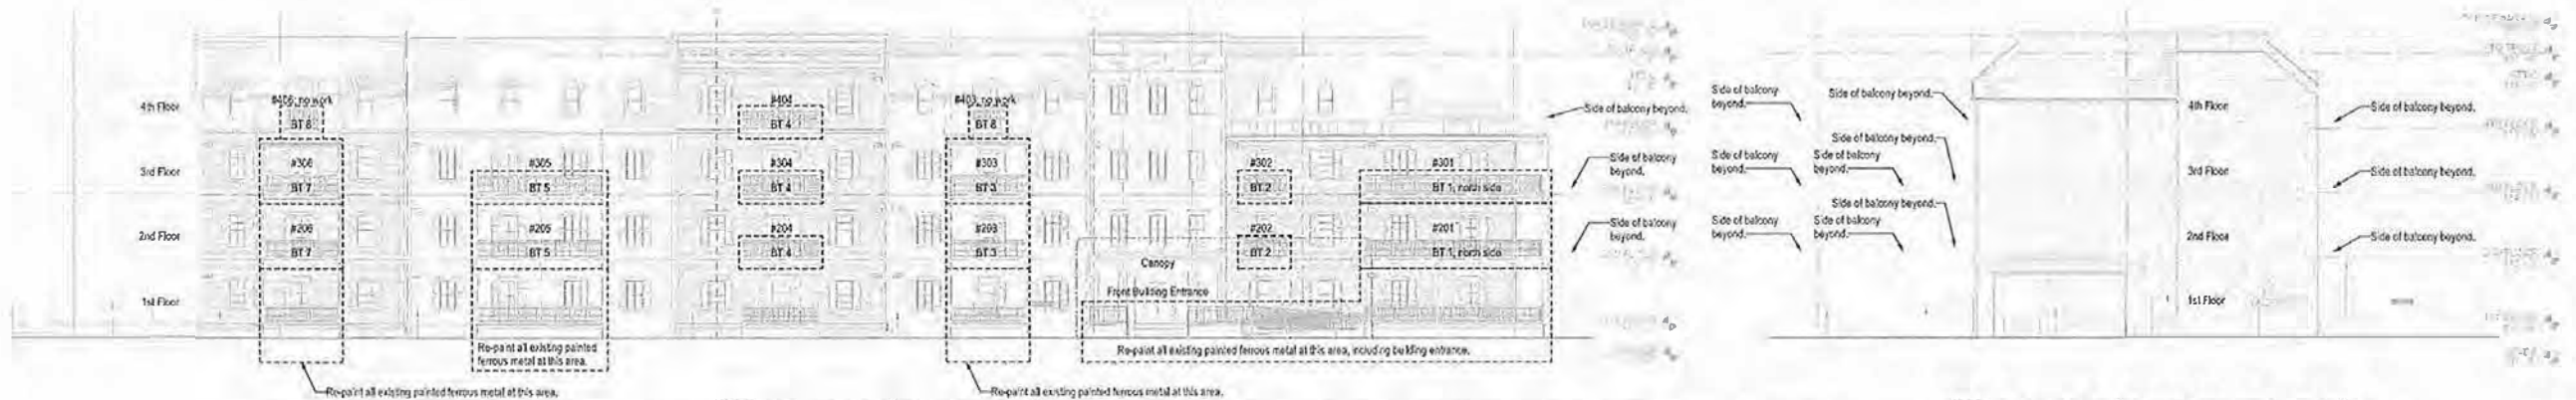 #406, no work
#404
#403, no work
4th Floor
BT 8
BT 4
BT 8
Side of balcony beyond.
#306
#305
#304
#303
#302
#301
3rd Floor
BT 7
BT 5
BT 4
BT 3
BT 2
BT 1, north side
Side of balcony
beyond.
#206
#205
#204
#203
#202
#201
2nd Floor
BT 7
BT 5
BT 4
BT 3
BT 2
BT 1, north side
Side of balcony
beyond.
Canopy
Front Building Entrance
1st Floor
Re-paint all existing painted
ferrous metal at this area.
Re-paint all existing painted ferrous metal at this area, including building entrance.
Re-paint all existing painted ferrous metal at this area.
Re-paint all existing painted ferrous metal at this area.
Side of balcony
beyond.
Side of balcony beyond.
4th Floor
Side of balcony beyond.
Side of balcony beyond.
Side of balcony
beyond.
Side of balcony
beyond.
3rd Floor
Side of balcony beyond.
Side of balcony beyond.
Side of balcony
beyond.
Side of balcony
beyond.
2nd Floor
Side of balcony beyond.
1st Floor